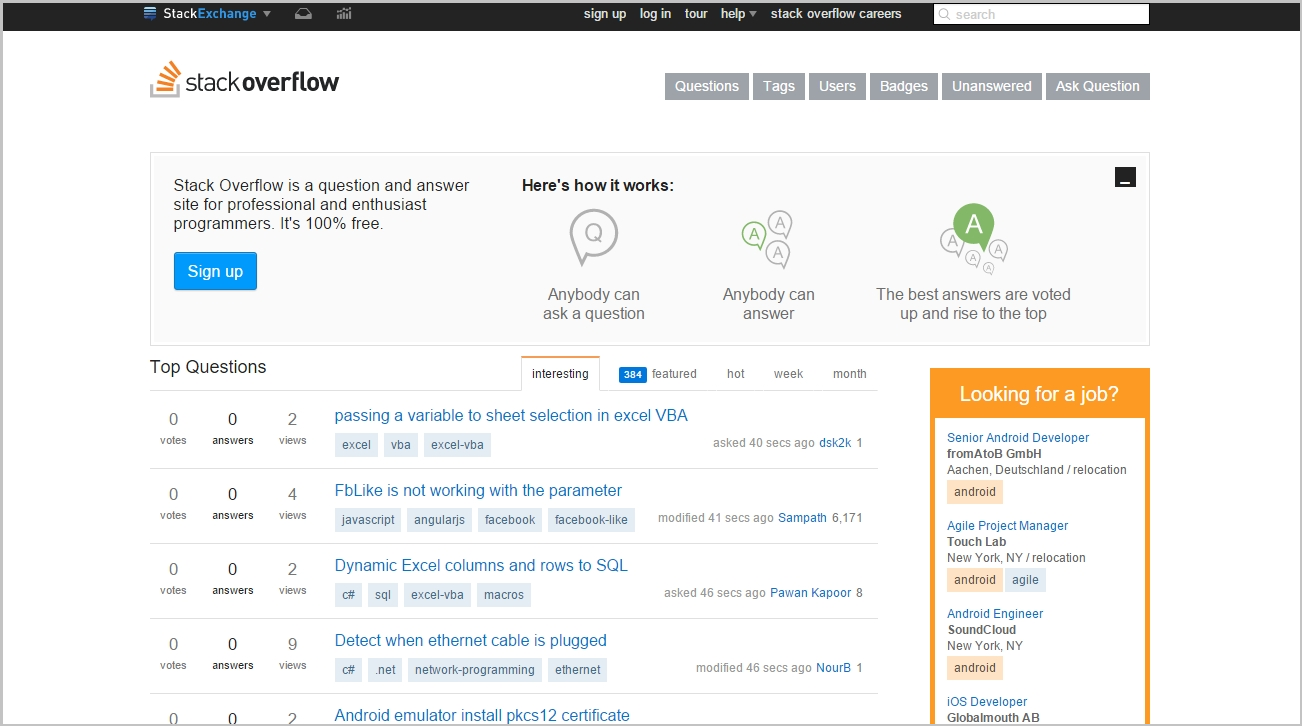 StackExchange sign up log in tour help stack overflow careers search
stackoverflow
Questions Tags Users Badges Unanswered Ask Question
Stack Overflow is a question and answer
site for professional and enthusiast
programmers. It's 100% free.
Sign up
Here's how it works:
Q
Anybody can
ask a question
A A A
Anybody can
answer
A A A A A
The best answers are voted
up and rise to the top
Top Questions
interesting 384 featured hot week month
0 votes 0 answers 2 views
passing a variable to sheet selection in excel VBA
excel vba excel-vba
asked 40 secs ago dsk2k 1
0 votes 0 answers 4 views
FbLike is not working with the parameter
javascript angularjs facebook facebook-like
modified 41 secs ago Sampath 6,171
0 votes 0 answers 2 views
Dynamic Excel columns and rows to SQL
c# sql excel-vba macros
asked 46 secs ago Pawan Kapoor 8
0 votes 0 answers 9 views
Detect when ethernet cable is plugged
c# .net network-programming ethernet
modified 46 secs ago NourB 1
0 0 2
Android emulator install pkcs12 certificate
Looking for a job?
Senior Android Developer
fromAtoB GmbH
Aachen, Deutschland / relocation
android
Agile Project Manager
Touch Lab
New York, NY / relocation
android agile
Android Engineer
SoundCloud
New York, NY
android
iOS Developer
Globalmouth AB